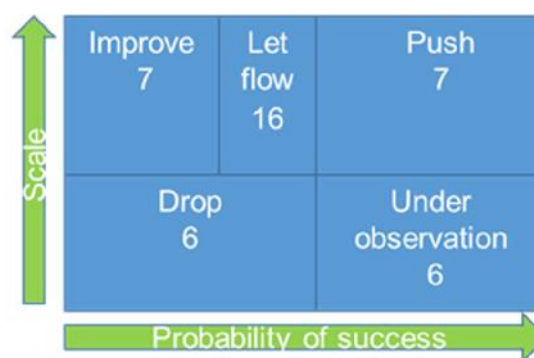 Improve
7
Let
flow
16
Push
7
Scale
Drop
6
Under
observation
6
Probability of success